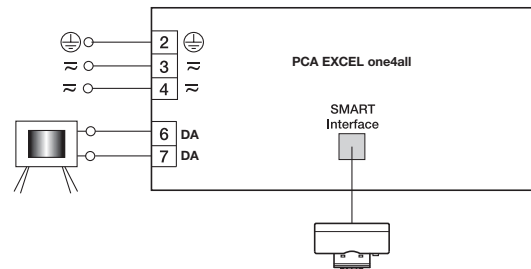 2
3
4
6 DA
7 DA
PCA EXCEL one4all
SMART
Interface